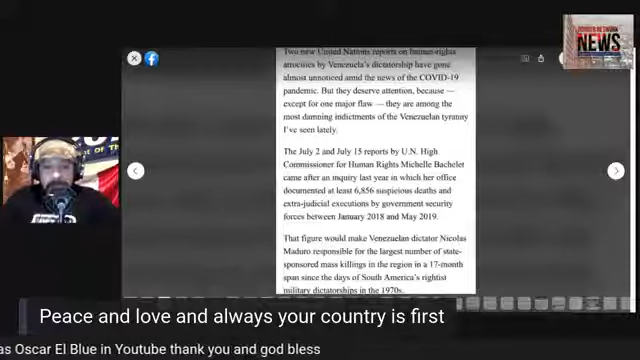 NEWS
Two new United Nations reports on human-rights
atrocities by Venezuela's dictatorship have gone
almost unnoticed amid the news of the COVID-19
pandemic. But they deserve attention, because —
except for one major flaw — they are among the
most damning indictments of the Venezuelan tyranny
I've seen lately.
The July 2 and July 15 reports by U.N. High
Commissioner for Human Rights Michelle Bachelet
came after an inquiry last year in which her office
documented at least 6,856 suspicious deaths and
extra-judicial executions by government security
forces between January 2018 and May 2019.
That figure would make Venezuelan dictator Nicolas
Maduro responsible for the largest number of state-
sponsored mass killings in the region in a 17-month
span since the days of South America's rightist
military dictatorships in the 1970s.
Peace and love and always your country is first
as Oscar El Blue in Youtube thank you and god bless